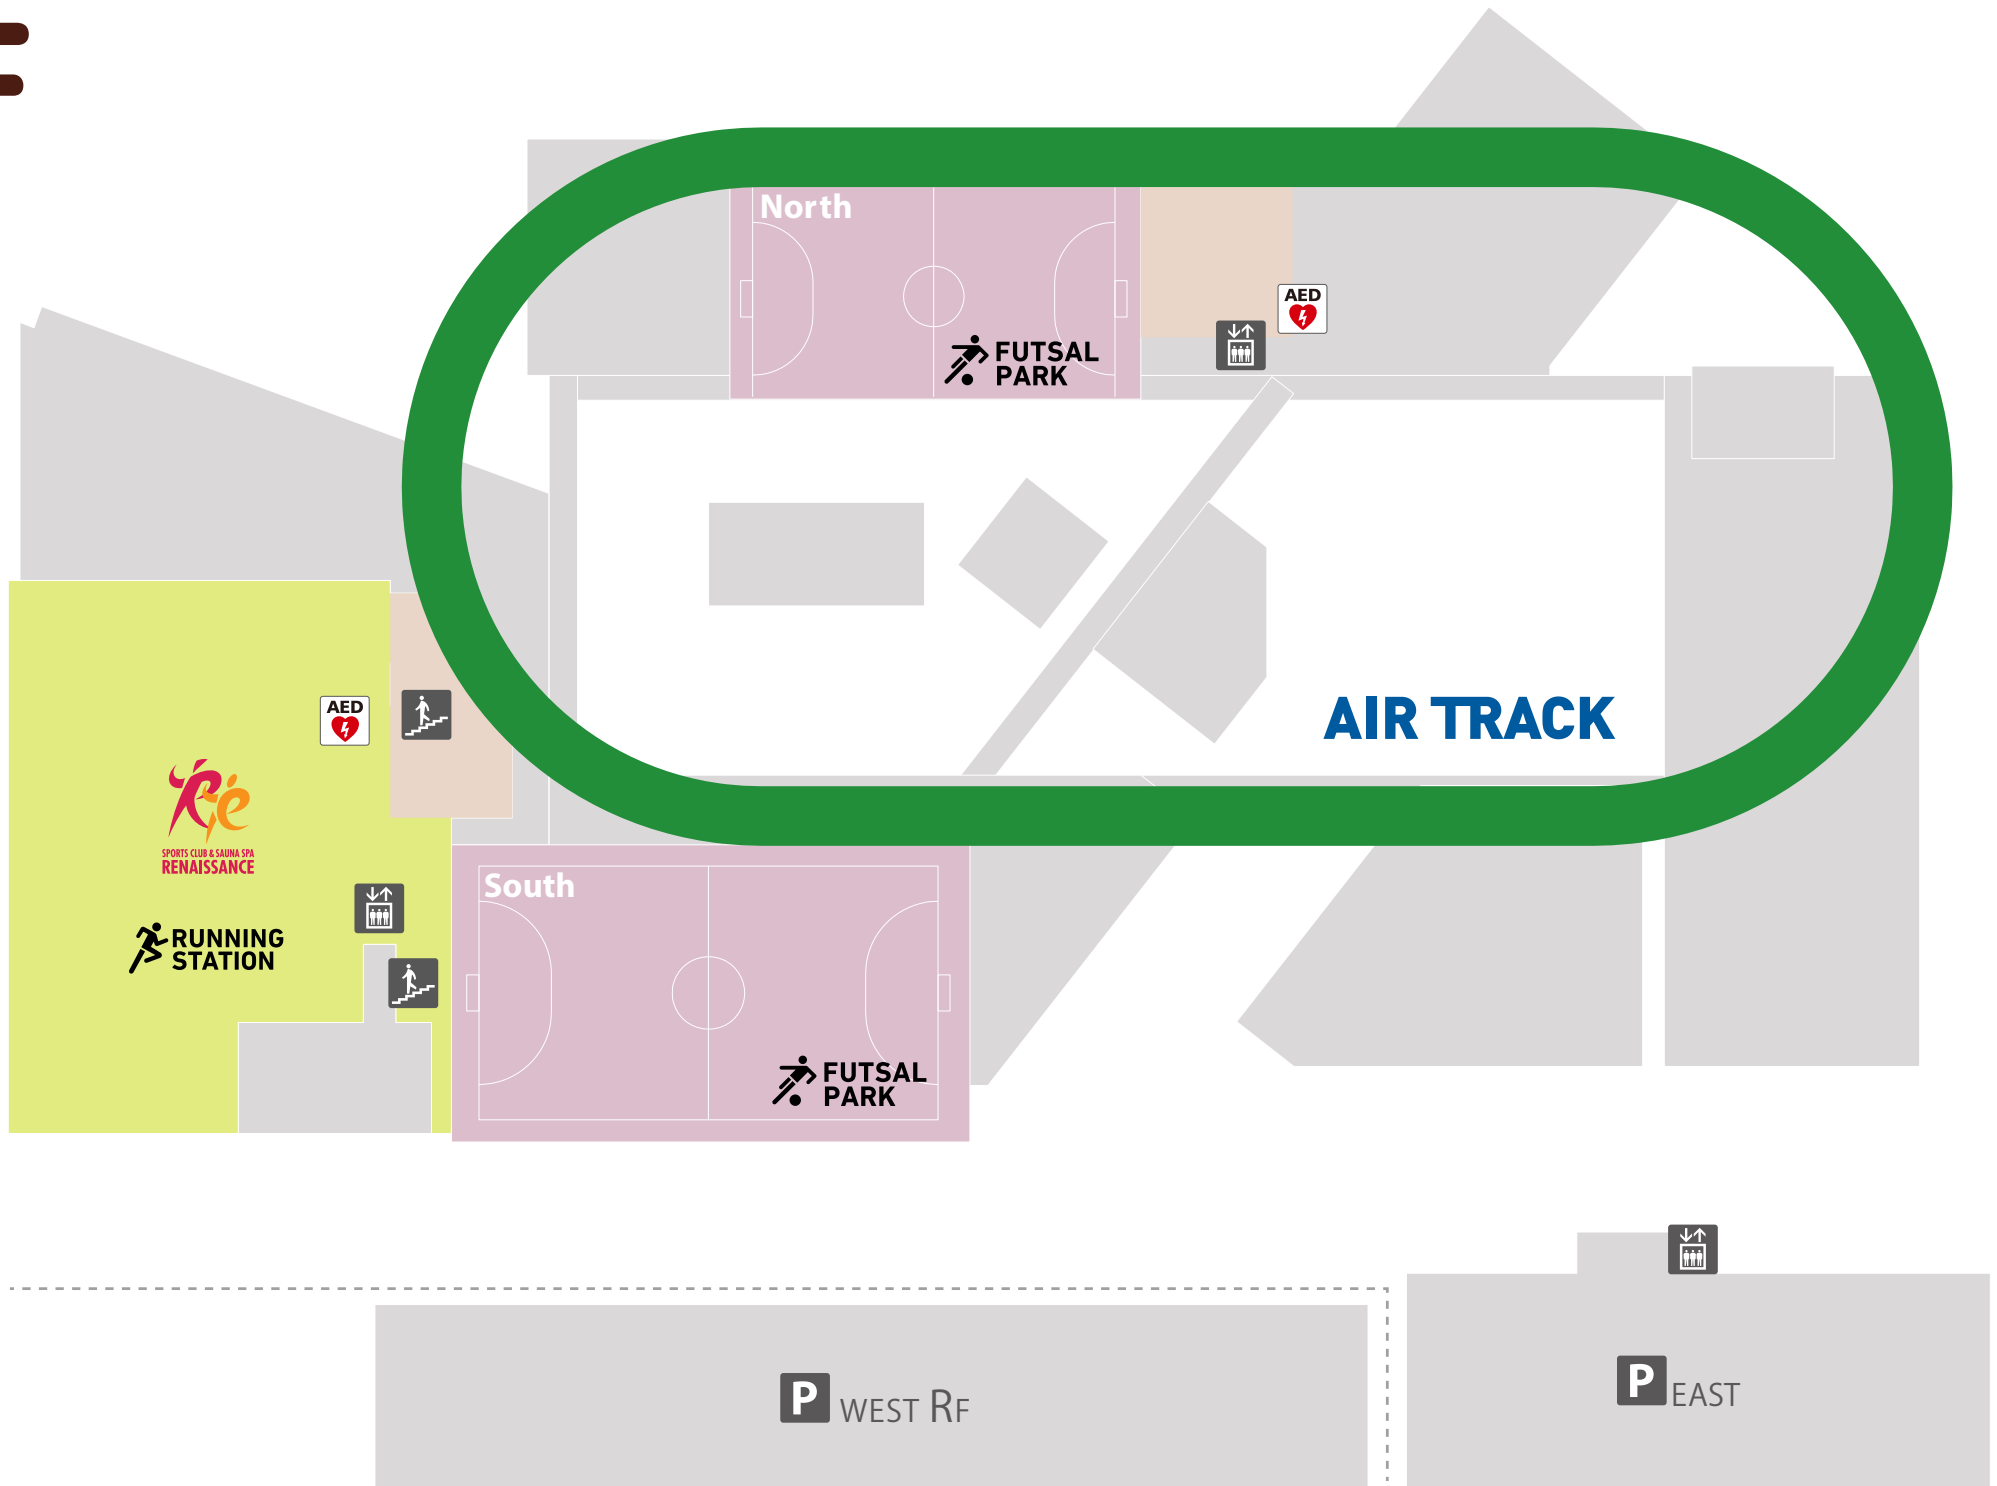 North
AED
FUTSAL
PARK
AED
AIR TRACK
SPORTS CLUB & SAUNA SPA
RENAISSANCE
South
RUNNING
STATION
FUTSAL
PARK
P WEST RF
P EAST